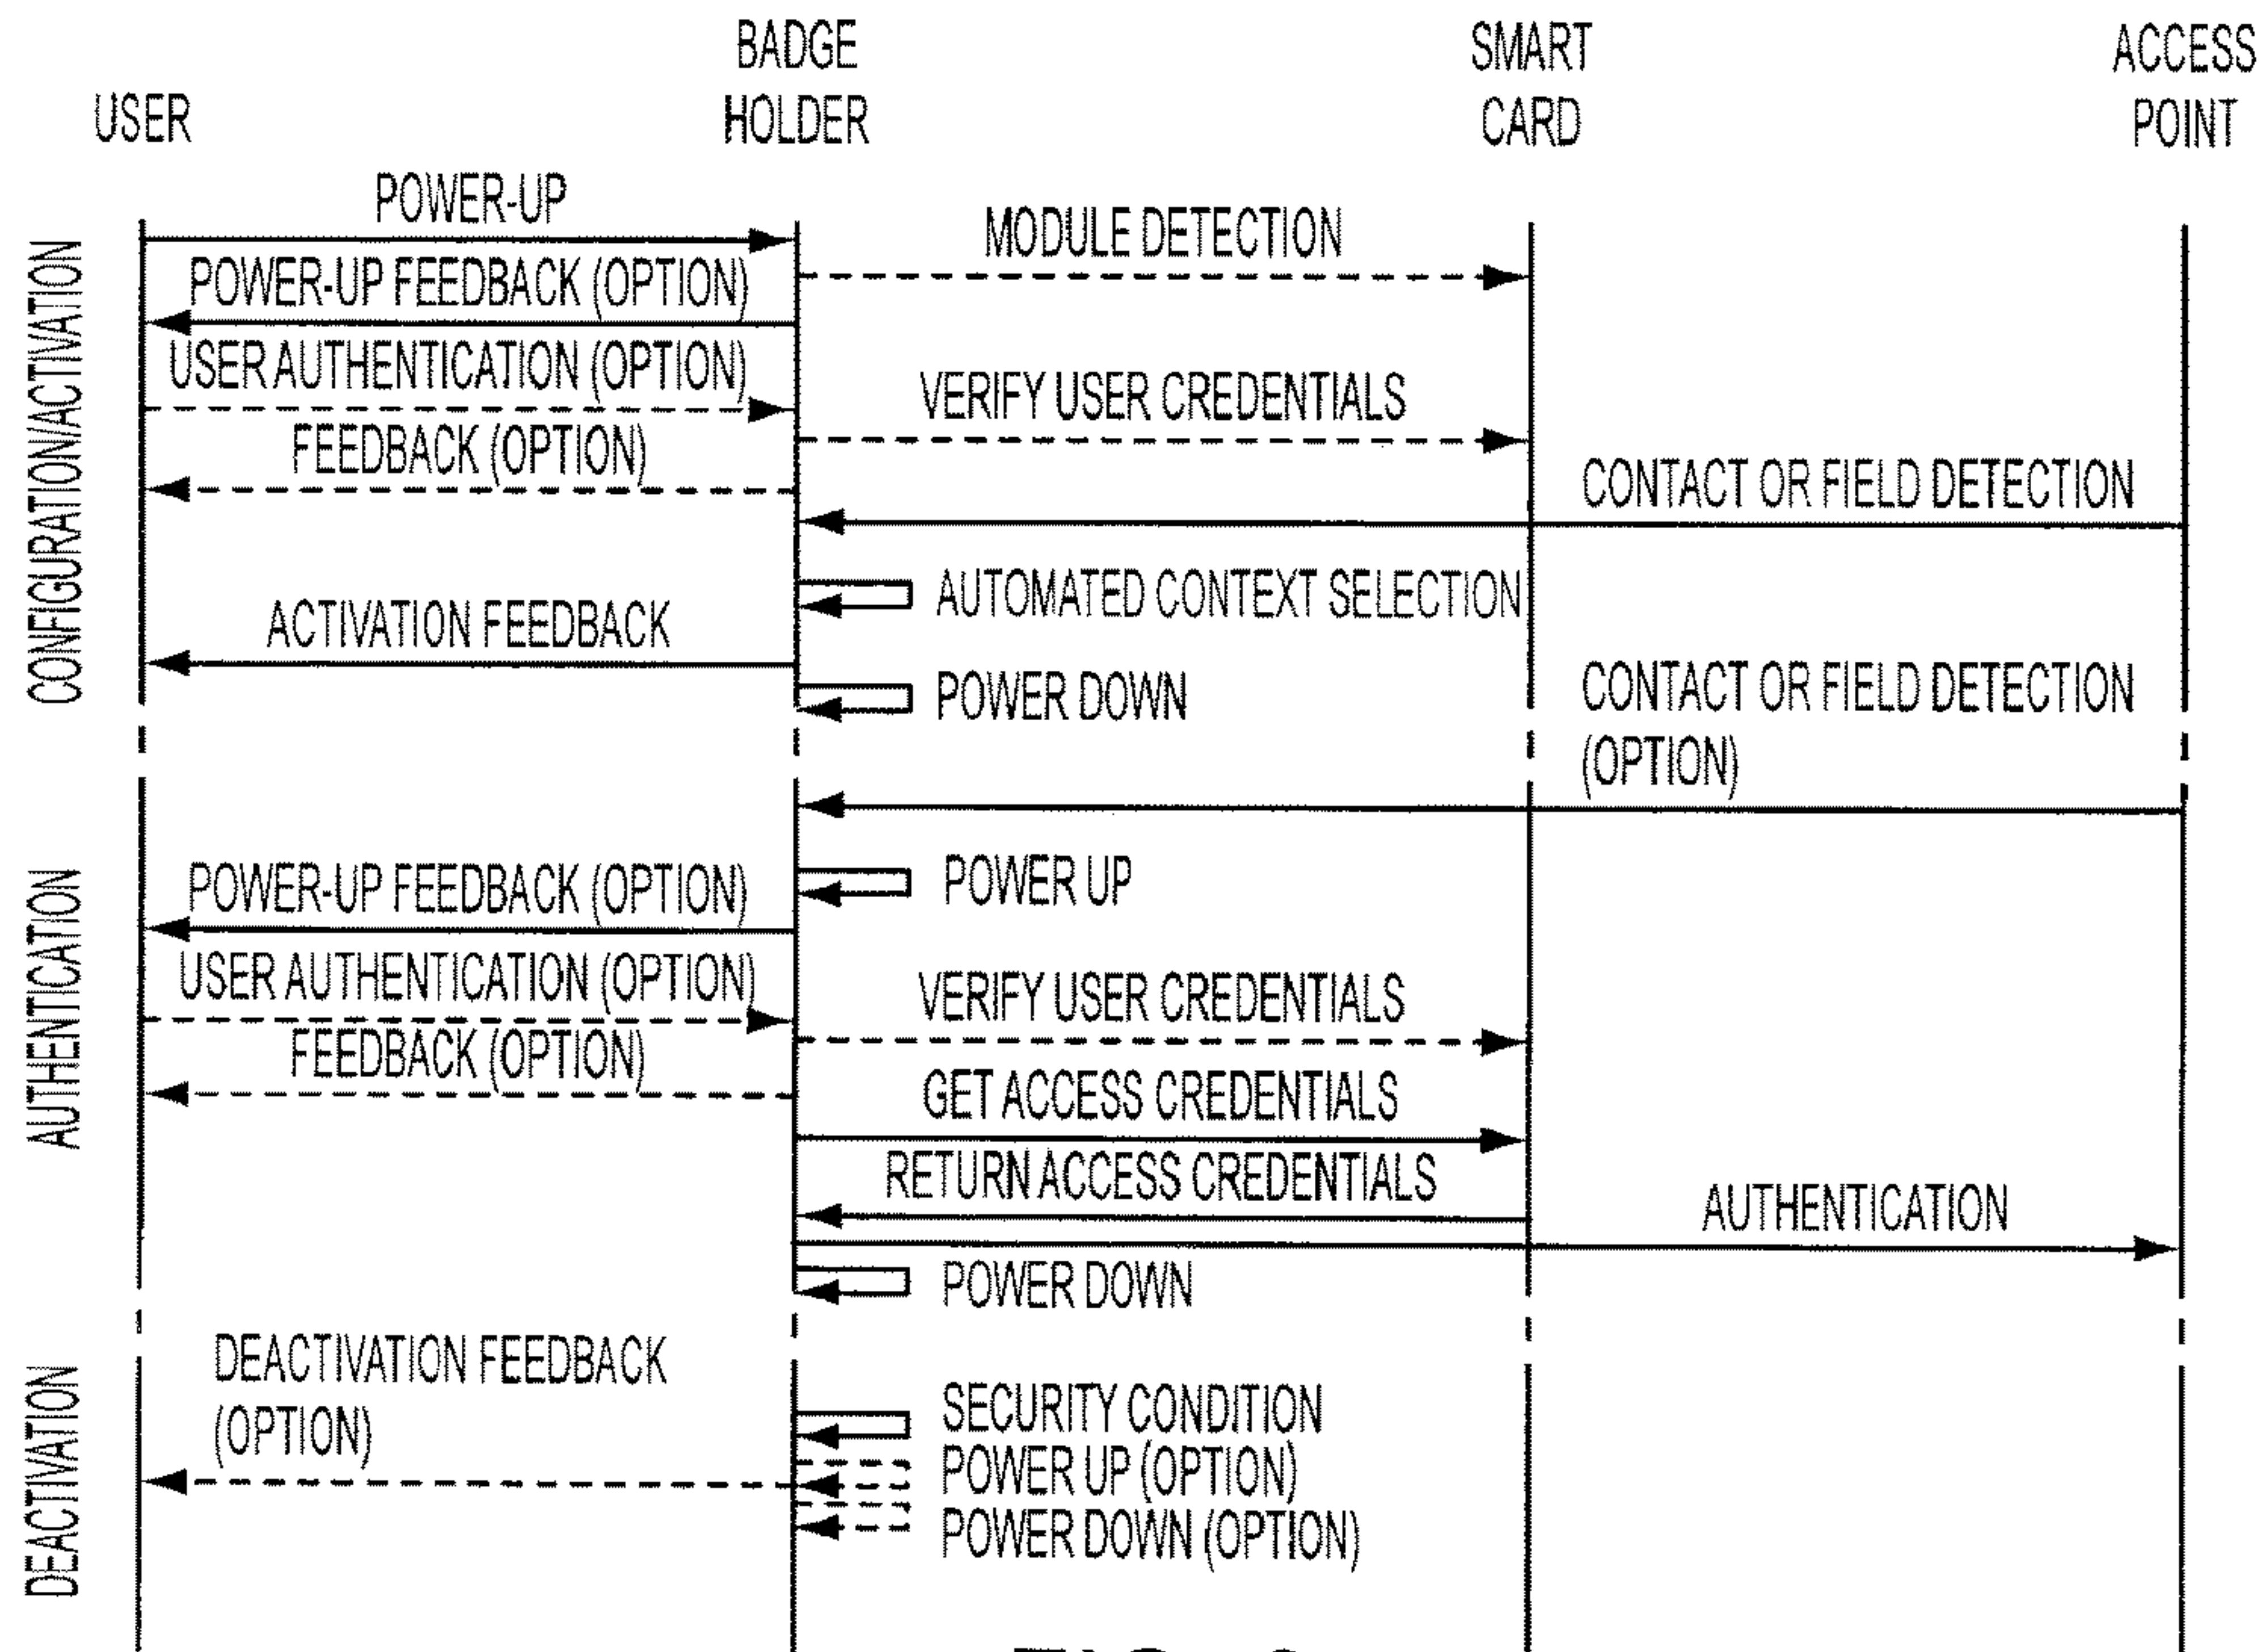 BADGE
HOLDER
SMART
CARD
ACCESS
POINT
USER
CONFIGURATION/ACTIVATION
POWER-UP
MODULE DETECTION
POWER-UP FEEDBACK (OPTION)
USER AUTHENTICATION (OPTION)
VERIFY USER CREDENTIALS
FEEDBACK (OPTION)
CONTACT OR FIELD DETECTION
AUTOMATED CONTEXT SELECTION
ACTIVATION FEEDBACK
POWER DOWN
CONTACT OR FIELD DETECTION
(OPTION)
AUTHENTICATION
POWER UP
POWER-UP FEEDBACK (OPTION)
USER AUTHENTICATION (OPTION)
VERIFY USER CREDENTIALS
FEEDBACK (OPTION)
GET ACCESS CREDENTIALS
RETURN ACCESS CREDENTIALS
AUTHENTICATION
POWER DOWN
DEACTIVATION
DEACTIVATION FEEDBACK
(OPTION)
SECURITY CONDITION
POWER UP (OPTION)
POWER DOWN (OPTION)